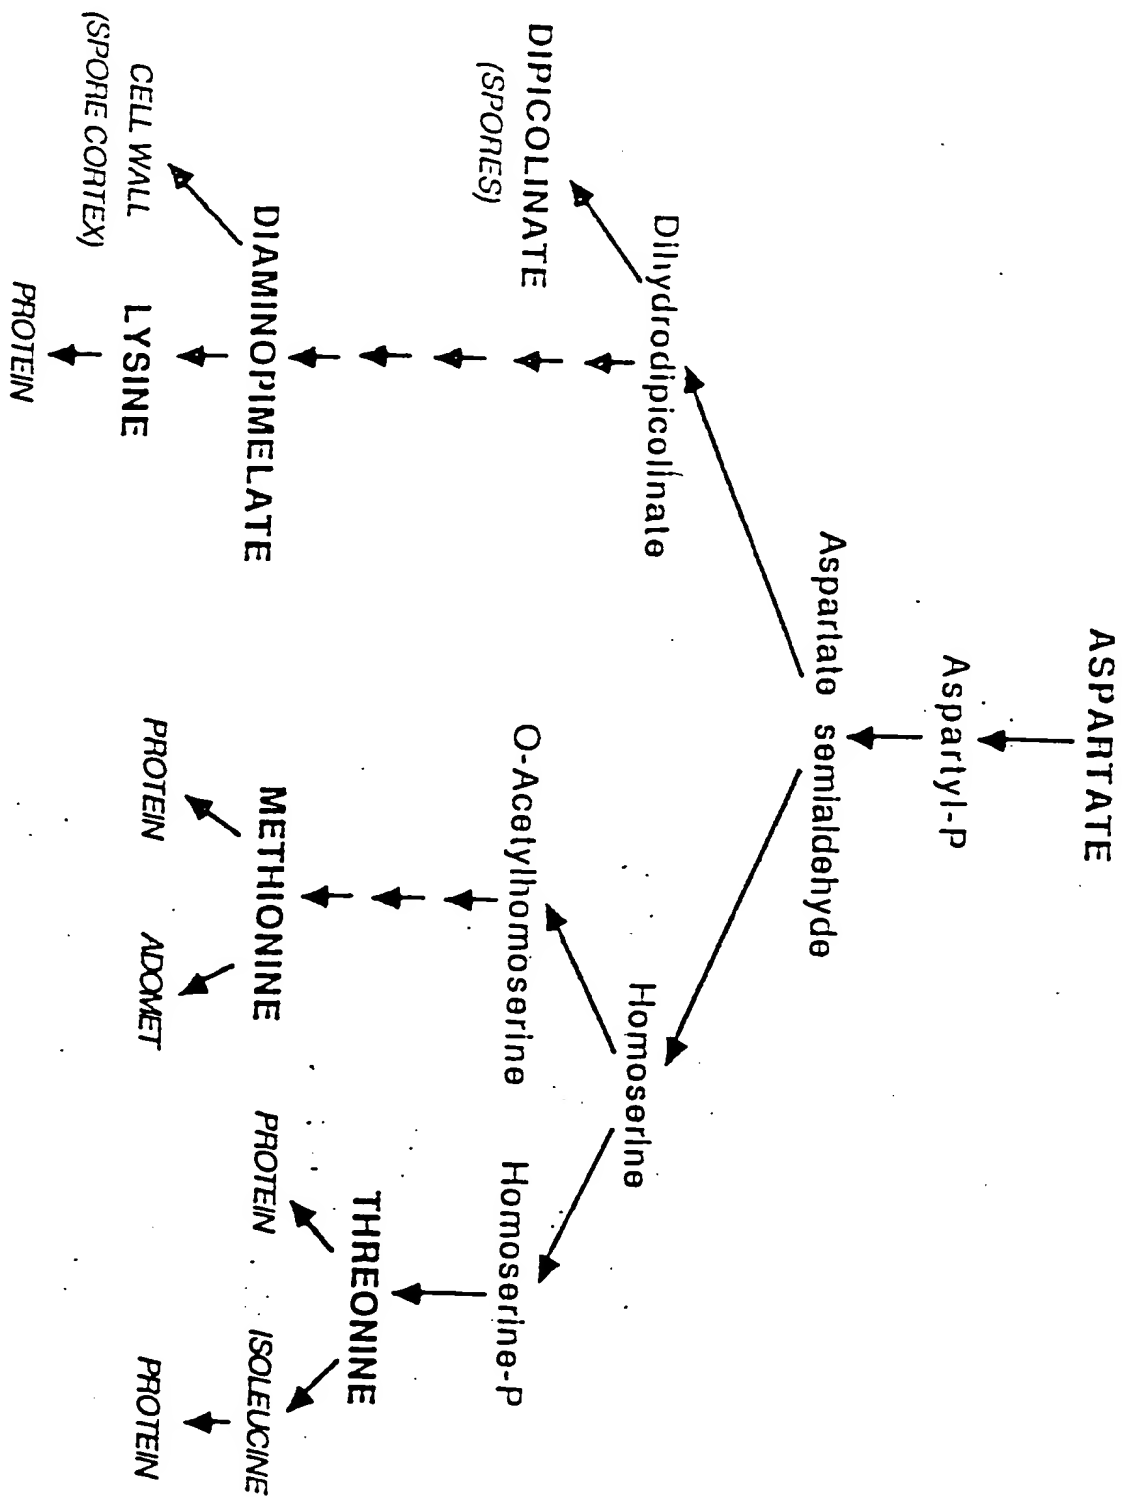 ASPARTATE
Aspartyl-P
Aspartate semialdehyde
Dihydrodipicolinate
Homoserine
DIPICOLINATE
(SPORES)
O-Acetylhomoserine
Homoserine-P
THREONINE
DIAMINOPIMELATE
METHIONINE
PROTEIN
ISOLEUCINE
CELL WALL
(SPORE CORTEX)
LYSINE
PROTEIN
ADOMET
PROTEIN
PROTEIN